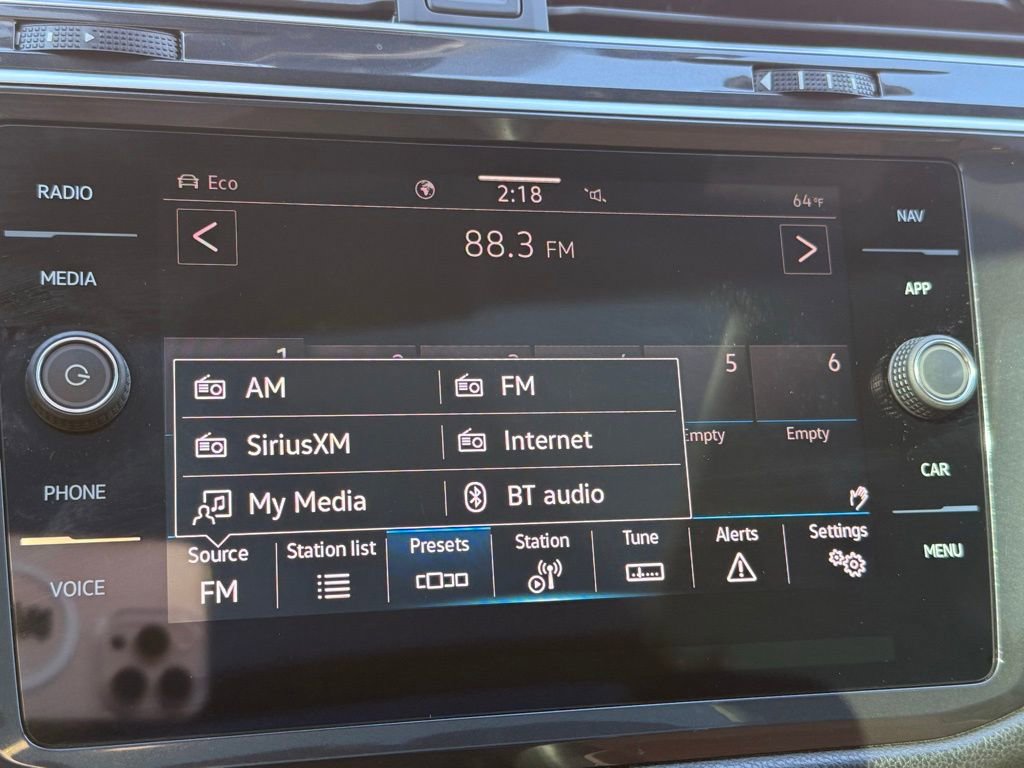 RADIO
MEDIA
PHONE
VOICE
Eco
2:18
64°F
88.3 FM
1
5
6
Empty
AM
FM
SiriusXM
Internet
My Media
BT audio
Source
FM
Station list
Presets
Station
Tune
Alerts
Settings
NAV
APP
CAR
MENU